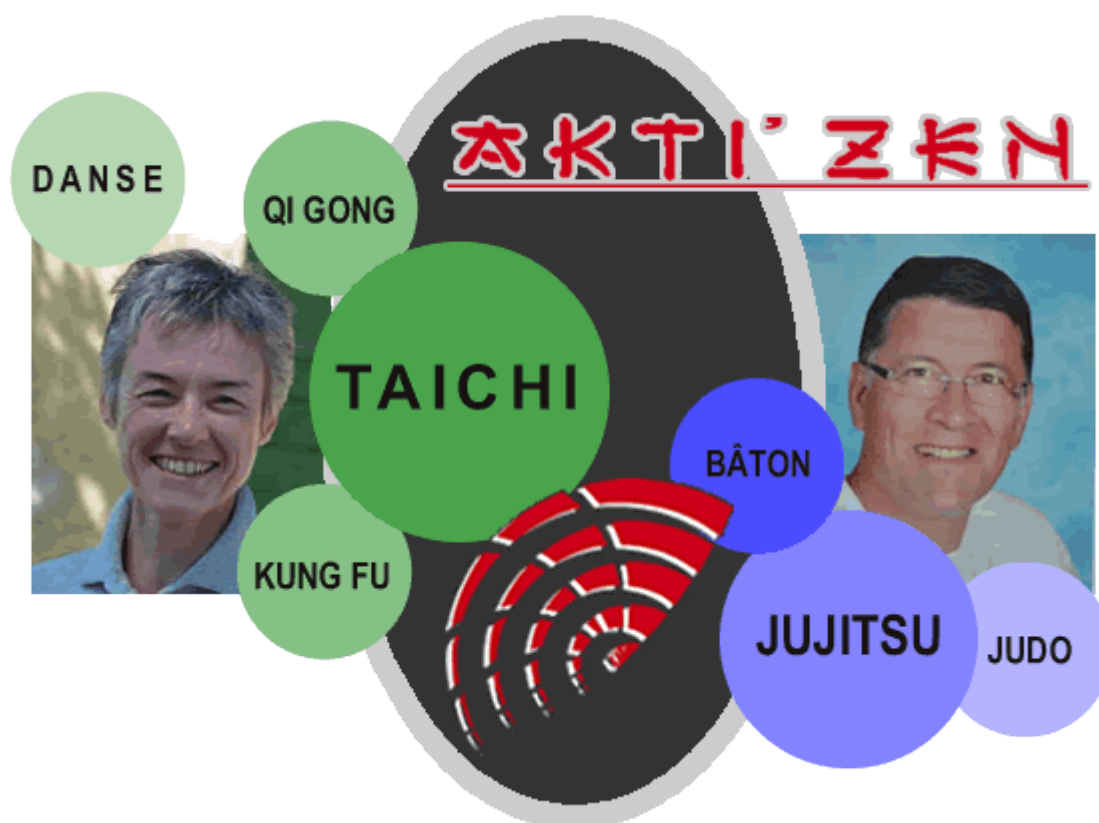 AKTI'ZEN
DANSE
QI GONG
TAICHI
BÂTON
KUNG FU
JUJITSU
JUDO